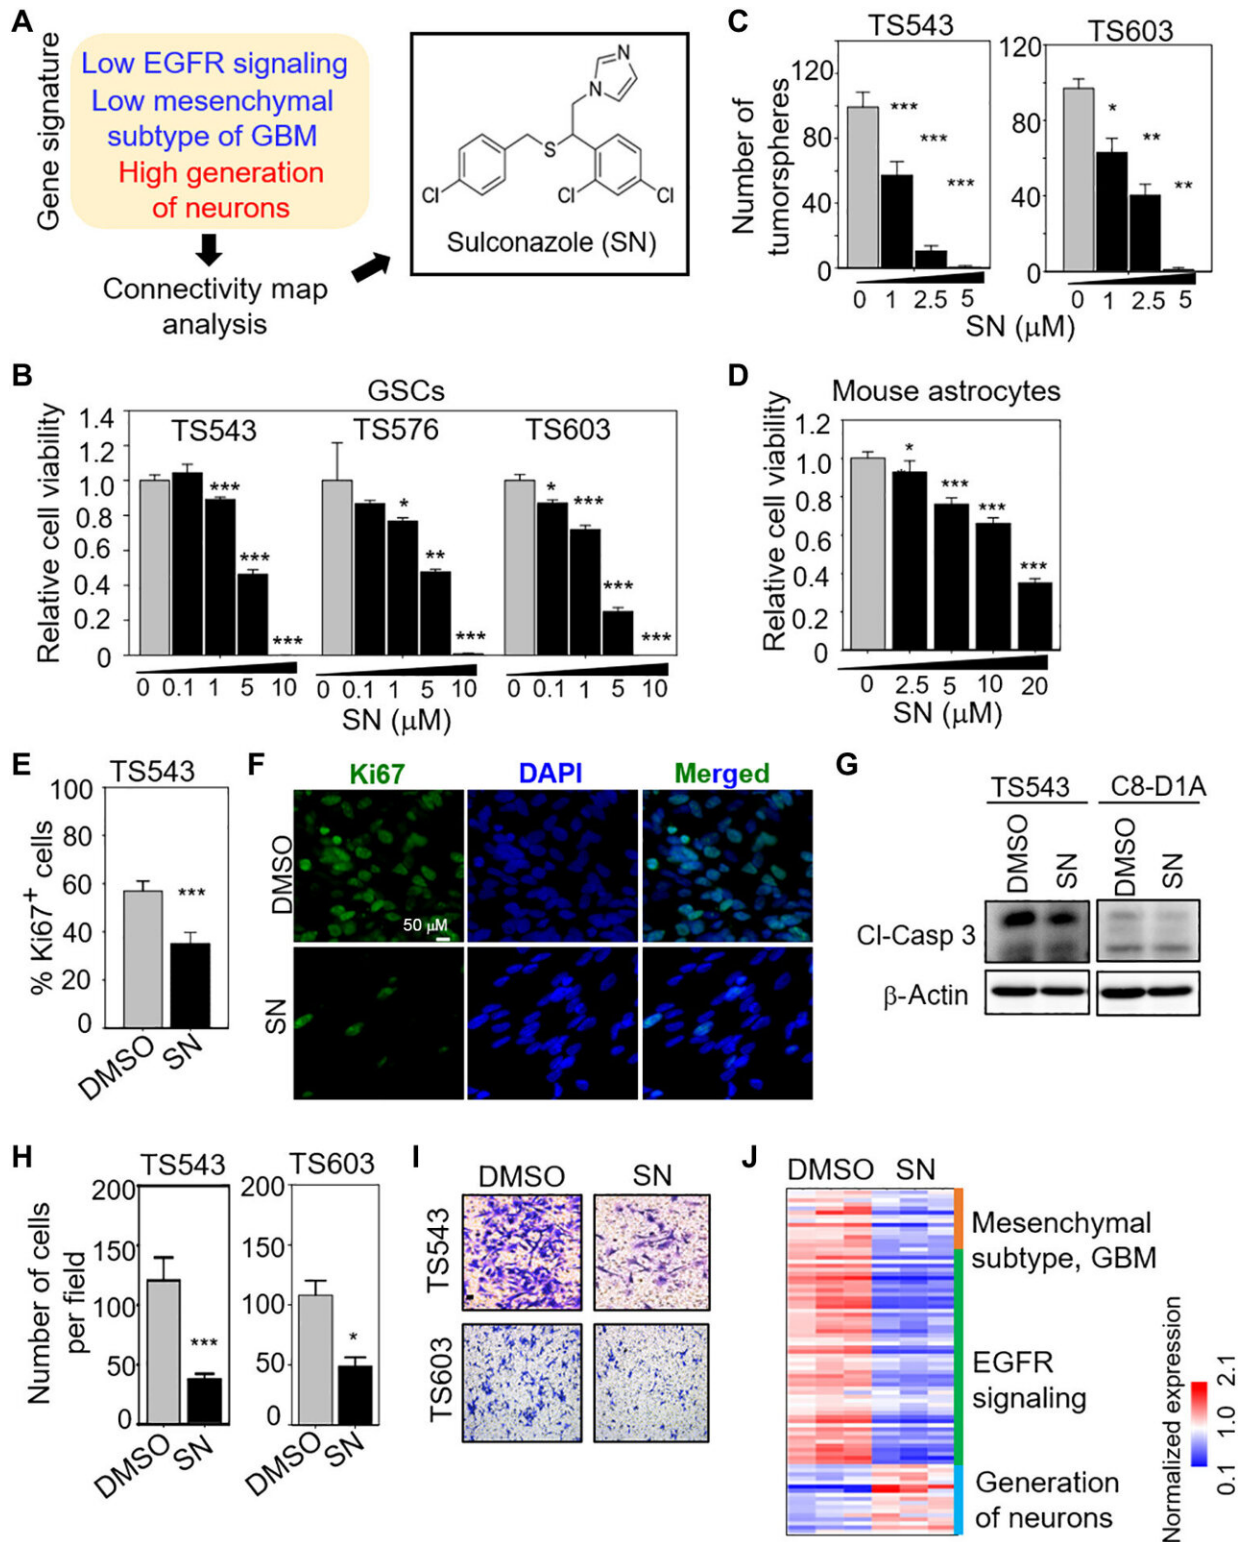 A
Gene signature
Low EGFR signaling
Low mesenchymal
subtype of GBM
High generation
of neurons
Connectivity map
analysis
N
N
S
Cl
Cl
Cl
Sulconazole (SN)
B
GSCs
Relative cell viability
1.4
1.2
1.0
0.8
0.6
0.4
0.2
0
TS543
TS576
TS603
***
***
***
*
**
***
*
***
***
***
0 0.1 1 5 10
0 0.1 1 5 10
0 0.1 1 5 10
SN (µM)
C
TS543
TS603
Number of
tumorspheres
120
80
40
0
***
***
***
120
80
40
0
*
**
**
0 1 2.5 5
0 1 2.5 5
SN (µM)
D
Mouse astrocytes
Relative cell viability
1.2
1.0
0.8
0.6
0.4
0.2
0
*
***
***
***
0 2.5 5 10 20
SN (µM)
E
TS543
% Ki67+ cells
100
80
60
40
20
0
***
DMSO
SN
F
Ki67
DAPI
Merged
DMSO
50 µM
SN
G
TS543
C8-D1A
DMSO
SN
DMSO
SN
Cl-Casp 3
β-Actin
H
TS543
TS603
Number of cells
per field
200
150
100
50
0
***
DMSO
SN
200
150
100
50
0
*
DMSO
SN
I
DMSO
SN
TS543
TS603
J
DMSO
SN
Mesenchymal
subtype, GBM
EGFR
signaling
Generation
of neurons
Normalized expression
0.1 1.0 2.1